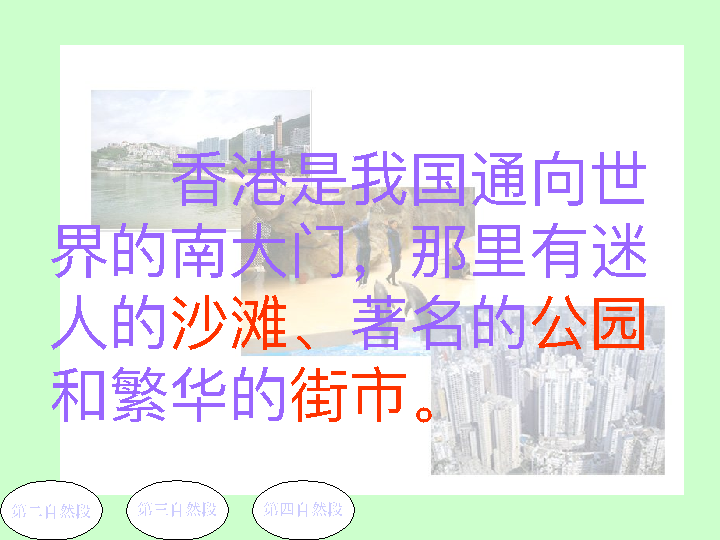 香港是我国通向世
界的南大门，那里有迷
人的沙滩、著名的公园
和繁华的街市。
第二自然段
第三自然段
第四自然段